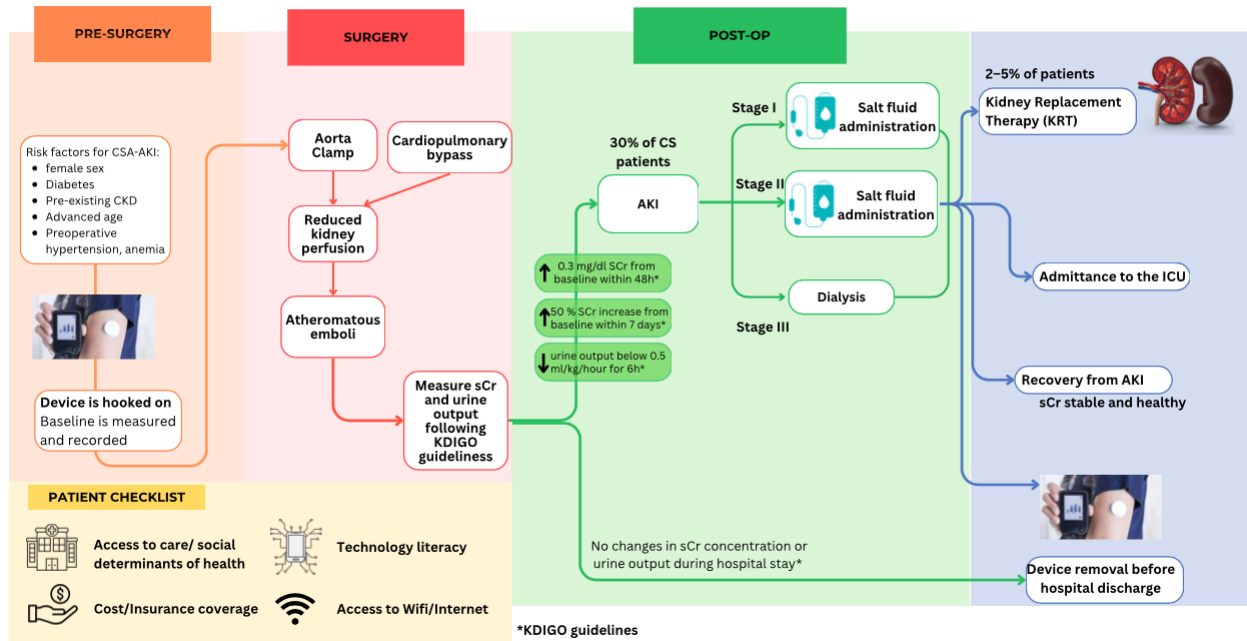 PRE-SURGERY
SURGERY
POST-OP
Risk factors for CSA-AKI:
female sex
Diabetes
Pre-existing CKD
Advanced age
Preoperative
hypertension, anemia
Device is hooked on
Baseline is measured
and recorded
Aorta
Clamp
Cardiopulmonary
bypass
Reduced
kidney
perfusion
Atheromatous
emboli
Measure sCr
and urine
output
following
KDIGO
guideliness
30% of CS
patients
AKI
0.3 mg/dl SCr from
baseline within 48h*
50 % SCr increase from
baseline within 7 days*
urine output below 0.5
ml/kg/hour for 6h*
Stage I
Salt fluid
administration
Stage II
Salt fluid
administration
Dialysis
Stage III
2–5% of patients
Kidney Replacement
Therapy (KRT)
Admittance to the ICU
Recovery from AKI
sCr stable and healthy
No changes in sCr concentration or
urine output during hospital stay*
Device removal before
hospital discharge
PATIENT CHECKLIST
Access to care/ social
determinants of health
Technology literacy
$
Cost/Insurance coverage
Access to Wifi/Internet
*KDIGO guidelines